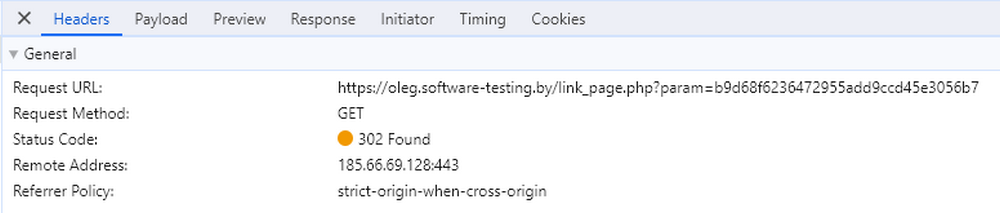 Headers Payload Preview Response Initiator Timing Cookies
General
Request URL: https://oleg.software-testing.by/link_page.php?param=b9d68f6236472955add9ccd45e3056b7
Request Method: GET
Status Code: 302 Found
Remote Address: 185.66.69.128:443
Referrer Policy: strict-origin-when-cross-origin